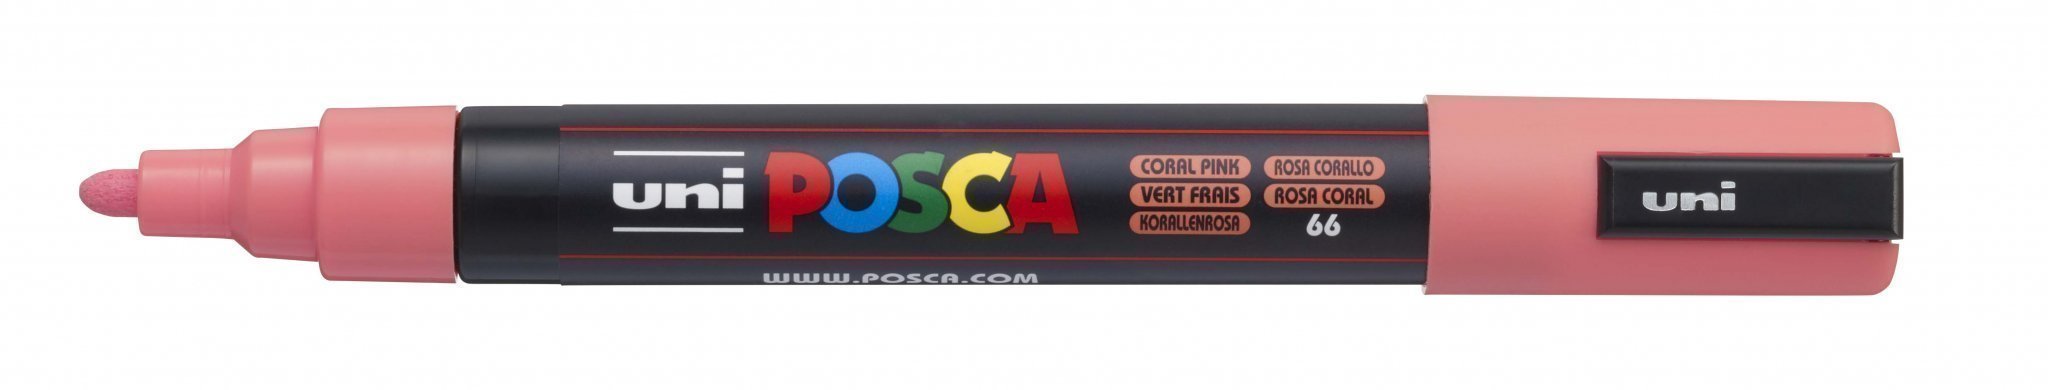 uni POSCA
CORAL PINK ROSA CORALLO
VERT FRAIS ROSA CORAL
KORALLENROSA 66
WWW.POSCA.COM
uni